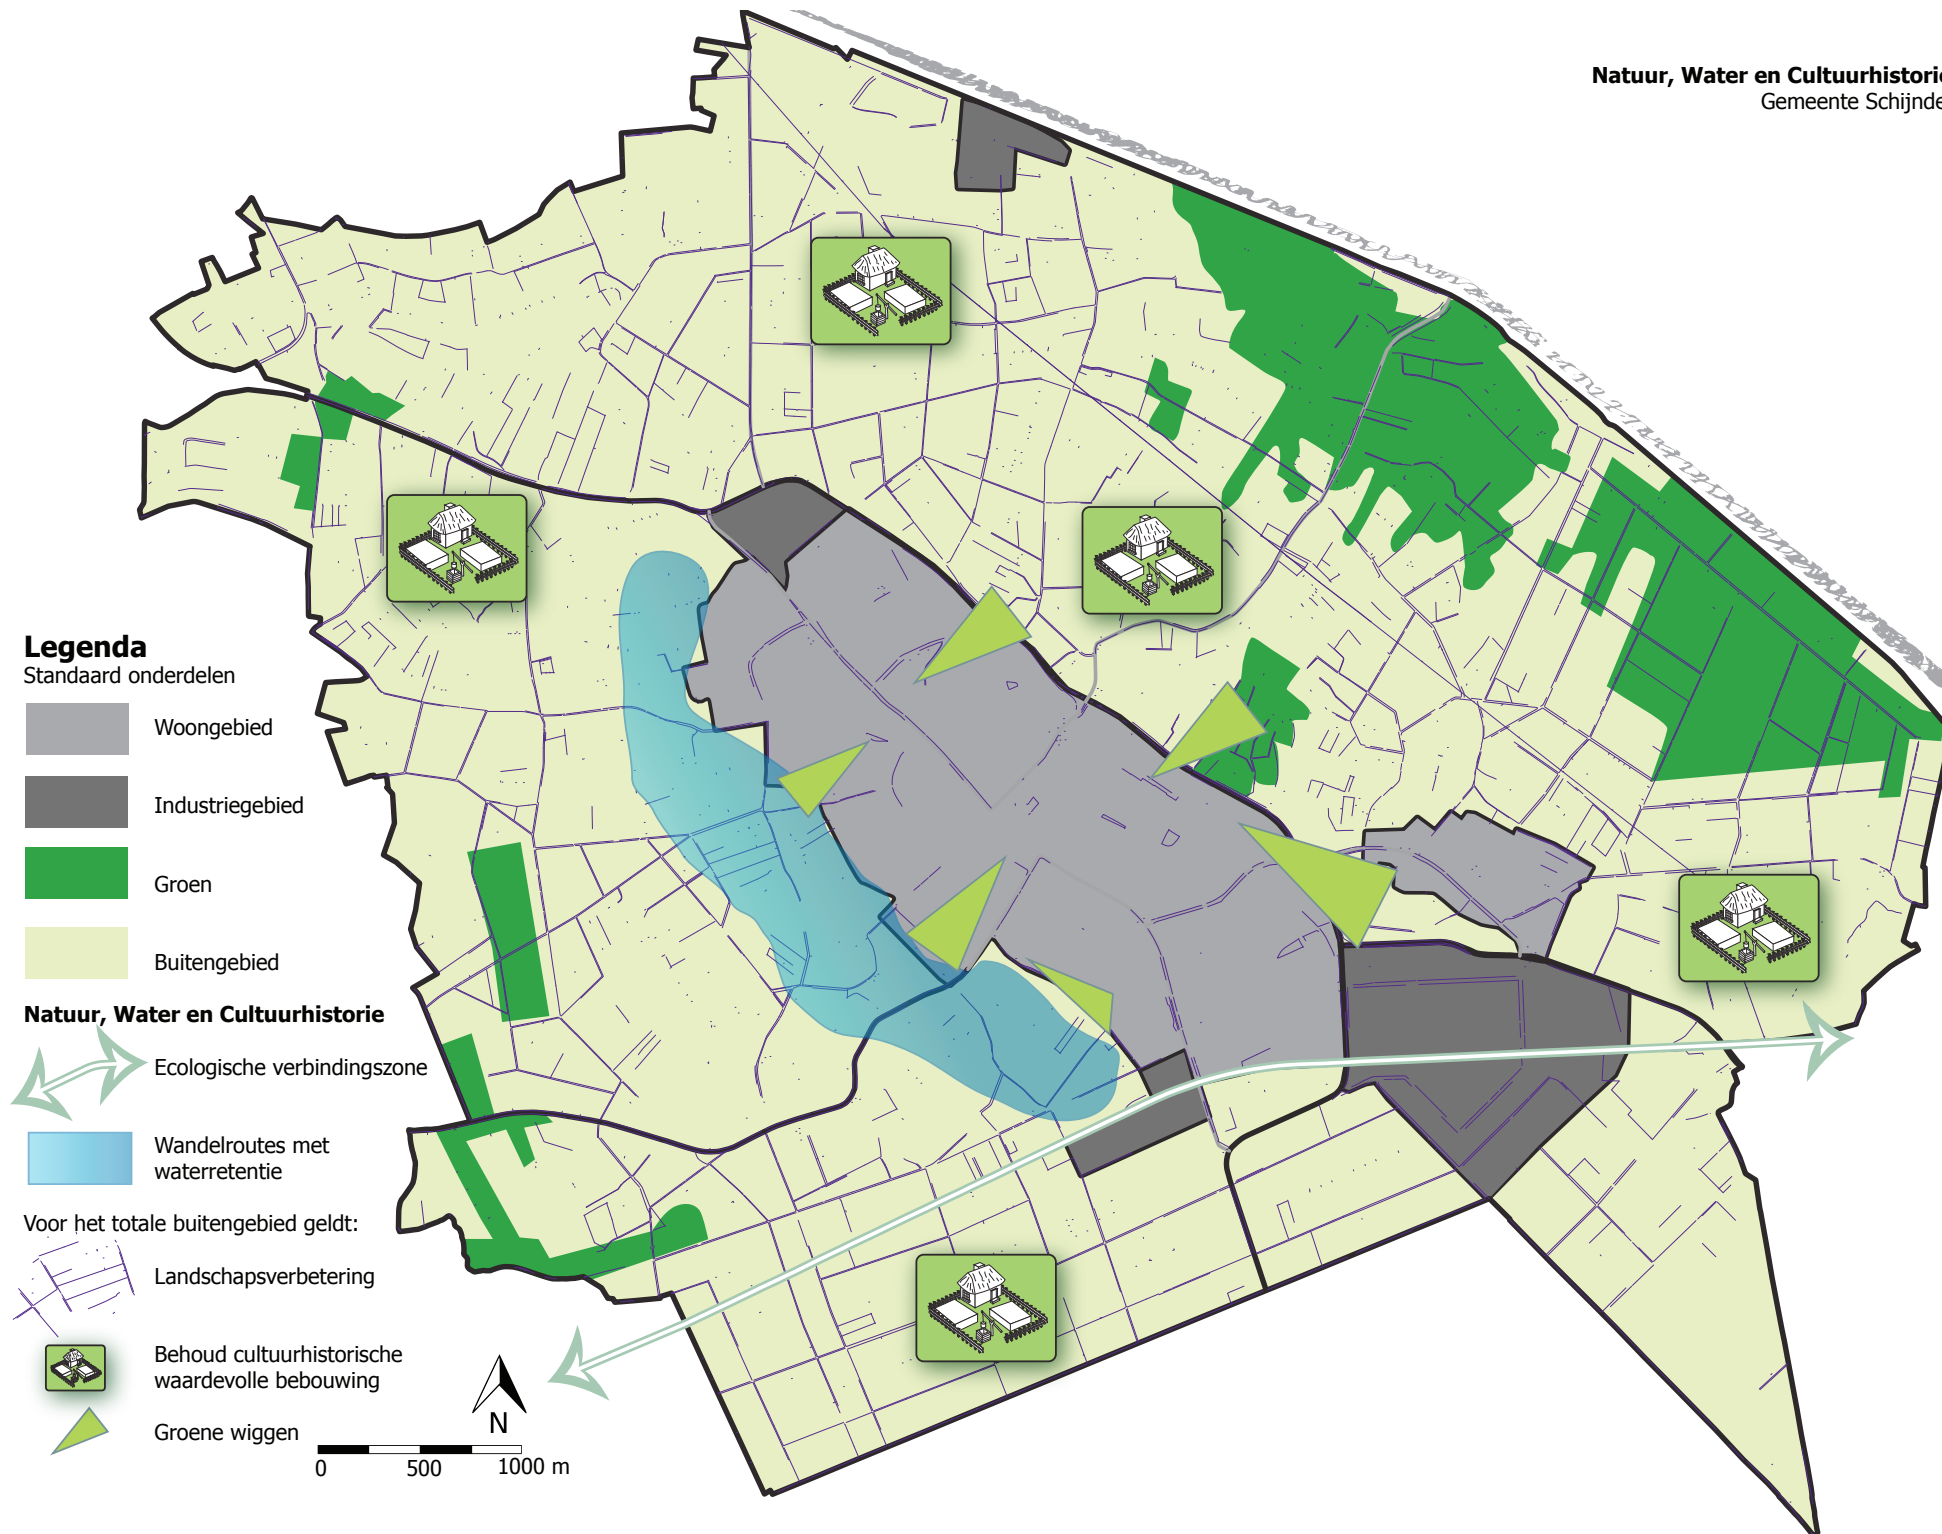 Natuur, Water en Cultuurhistorie
Gemeente Schijnde
Legenda
Standaard onderdelen
Woongebied
Industriegebied
Groen
Buitengebied
Natuur, Water en Cultuurhistorie
Ecologische verbindingszone
Wandelroutes met
waterretentie
Voor het totale buitengebied geldt:
Landschapsverbetering
Behoud cultuurhistorische
waardevolle bebouwing
Groene wiggen
N
0 500 1000 m